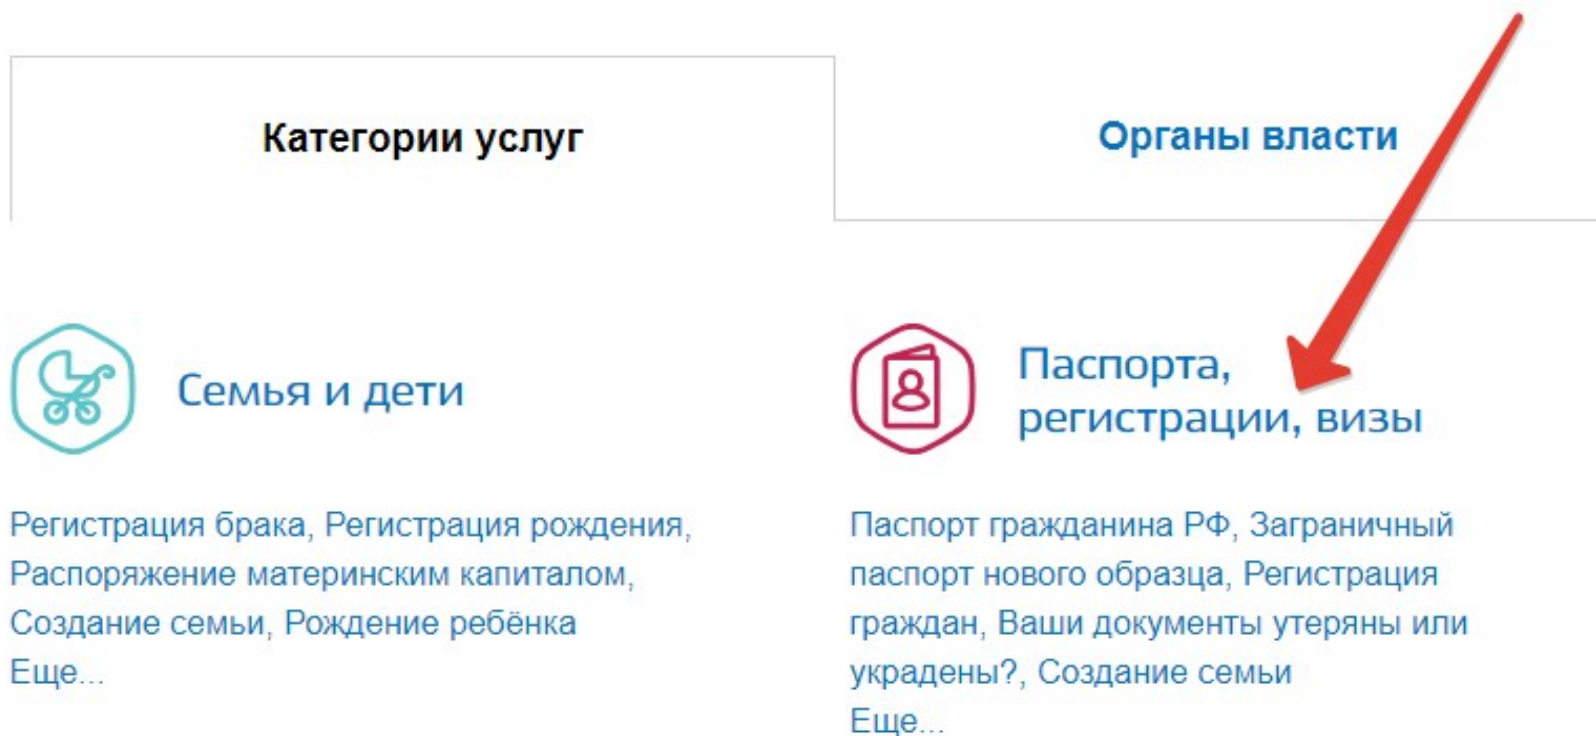 Категории услуг
Органы власти
Семья и дети
Регистрация брака, Регистрация рождения,
Распоряжение материнским капиталом,
Создание семьи, Рождение ребёнка
Еще...
Паспорта,
регистрации, визы
Паспорт гражданина РФ, Заграничный
паспорт нового образца, Регистрация
граждан, Ваши документы утеряны или
украдены?, Создание семьи
Еще...